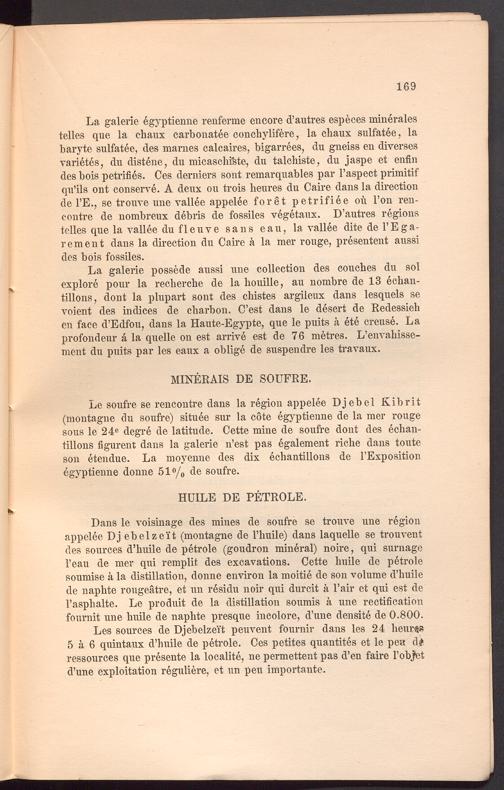 169
La galerie égyptienne renferme encore d'autres espèces minérales
telles que la chaux carbonatée conchylifère, la chaux sulfatée, la
baryte sulfatée, des marnes calcaires, bigarrées, du gneiss en diverses
variétés, du disténe, du micaschiste, du talchiste, du jaspe et enfin
des bois petrifiés. Ces derniers sont remarquables par l'aspect primitif
qu'ils ont conservé. A deux ou trois heures du Caire dans la direction
de l'E., se trouve une vallée appelée forêt petrifiée où l'on ren-
contre de nombreux débris de fossiles végétaux. D'autres régions
telles que la vallée du fleuve sans eau, la vallée dite de l'Ega-
rement dans la direction du Caire à la mer rouge, présentent aussi
des bois fossiles.
La galerie possède aussi une collection des couches du sol
exploré pour la recherche de la houille, au nombre de 13 échan-
tillons, dont la plupart sont des chistes argileux dans lesquels se
voient des indices de charbon. C'est dans le désert de Redessieh
en face d'Edfou, dans la Haute-Egypte, que le puits à été creusé. La
profondeur á la quelle on est arrivé est de 76 mètres. L'envahisse-
ment du puits par les eaux a obligé de suspendre les travaux.
MINÉRAIS DE SOUFRE.
Le soufre se rencontre dans la région appelée Djebel Kibrit
(montagne du soufre) située sur la côte égyptienne de la mer rouge
sous le 24e degré de latitude. Cette mine de soufre dont des échan-
tillons figurent dans la galerie n'est pas également riche dans toute
son étendue. La moyenne des dix échantillons de l'Exposition
égyptienne donne 51% de soufre.
HUILE DE PÉTROLE.
Dans le voisinage des mines de soufre se trouve une région
appelée Djebelzeït (montagne de l'huile) dans laquelle se trouvent
des sources d'huile de pétrole (goudron minéral) noire, qui surnage
l'eau de mer qui remplit des excavations. Cette huile de pétrole
soumise à la distillation, donne environ la moitié de son volume d'huile
de naphte rougeâtre, et un résidu noir qui durcit à l'air et qui est de
l'asphalte. Le produit de la distillation soumis à une rectification
fournit une huile de naphte presque incolore, d'une densité de 0.800.
Les sources de Djebelzeït peuvent fournir dans les 24 heures
5 à 6 quintaux d'huile de pétrole. Ces petites quantités et le peu de
ressources que présente la localité, ne permettent pas d'en faire l'objet
d'une exploitation régulière, et un peu importante.